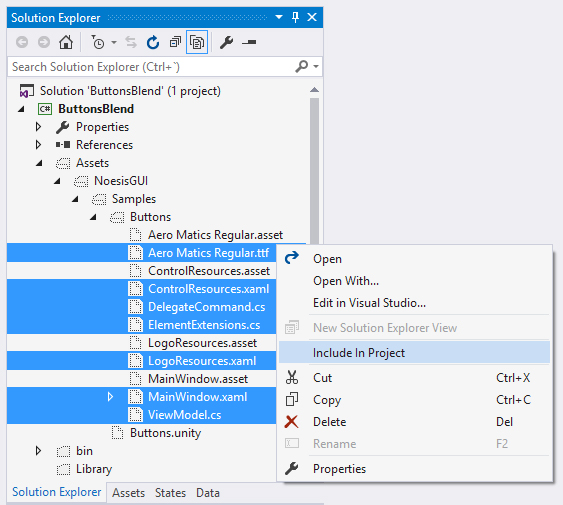 Solution Explorer
Search Solution Explorer (Ctrl+`)
Solution 'ButtonsBlend' (1 project)
C# ButtonsBlend
Properties
References
Assets
NoesisGUI
Samples
Buttons
Aero Matics Regular.asset
Aero Matics Regular.ttf
ControlResources.asset
ControlResources.xaml
DelegateCommand.cs
ElementExtensions.cs
LogoResources.asset
LogoResources.xaml
MainWindow.asset
MainWindow.xaml
ViewModel.cs
Buttons.unity
bin
Library
Open
Open With...
Edit in Visual Studio...
New Solution Explorer View
Include In Project
Cut Ctrl+X
Copy Ctrl+C
Delete Del
Rename F2
Properties
Solution Explorer Assets States Data